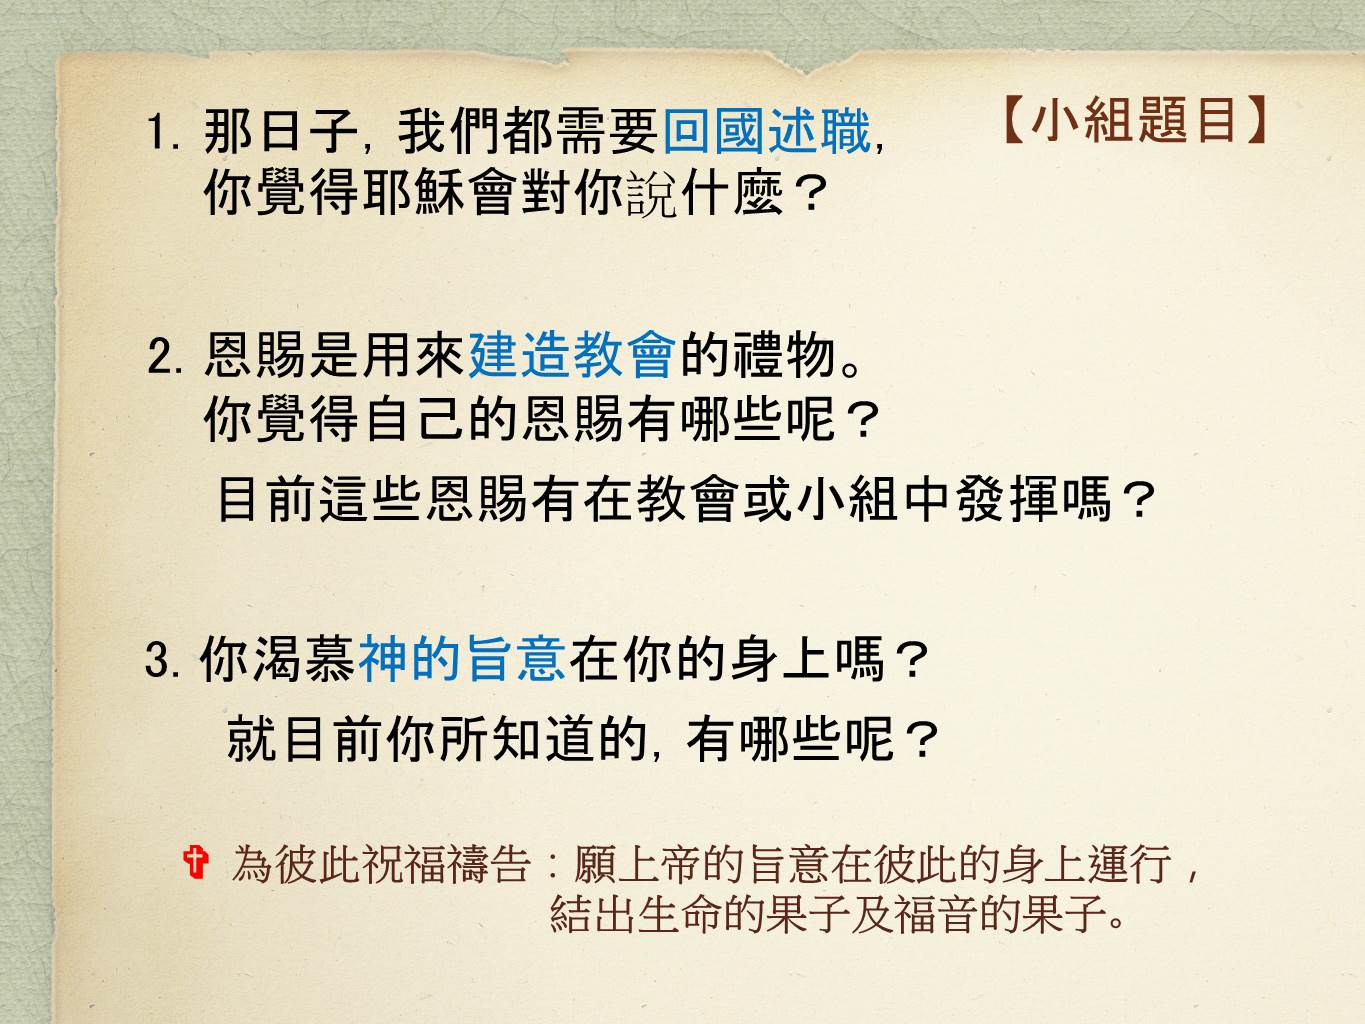 【小組題目】
1. 那日子, 我們都需要回國述職,
你覺得耶穌會對你說什麼？
2. 恩賜是用來建造教會的禮物。
你覺得自己的恩賜有哪些呢？
目前這些恩賜有在教會或小組中發揮嗎？
3. 你渴慕神的旨意在你的身上嗎？
就目前你所知道的, 有哪些呢？
✞ 為彼此祝福禱告：願上帝的旨意在彼此的身上運行，
結出生命的果子及福音的果子。